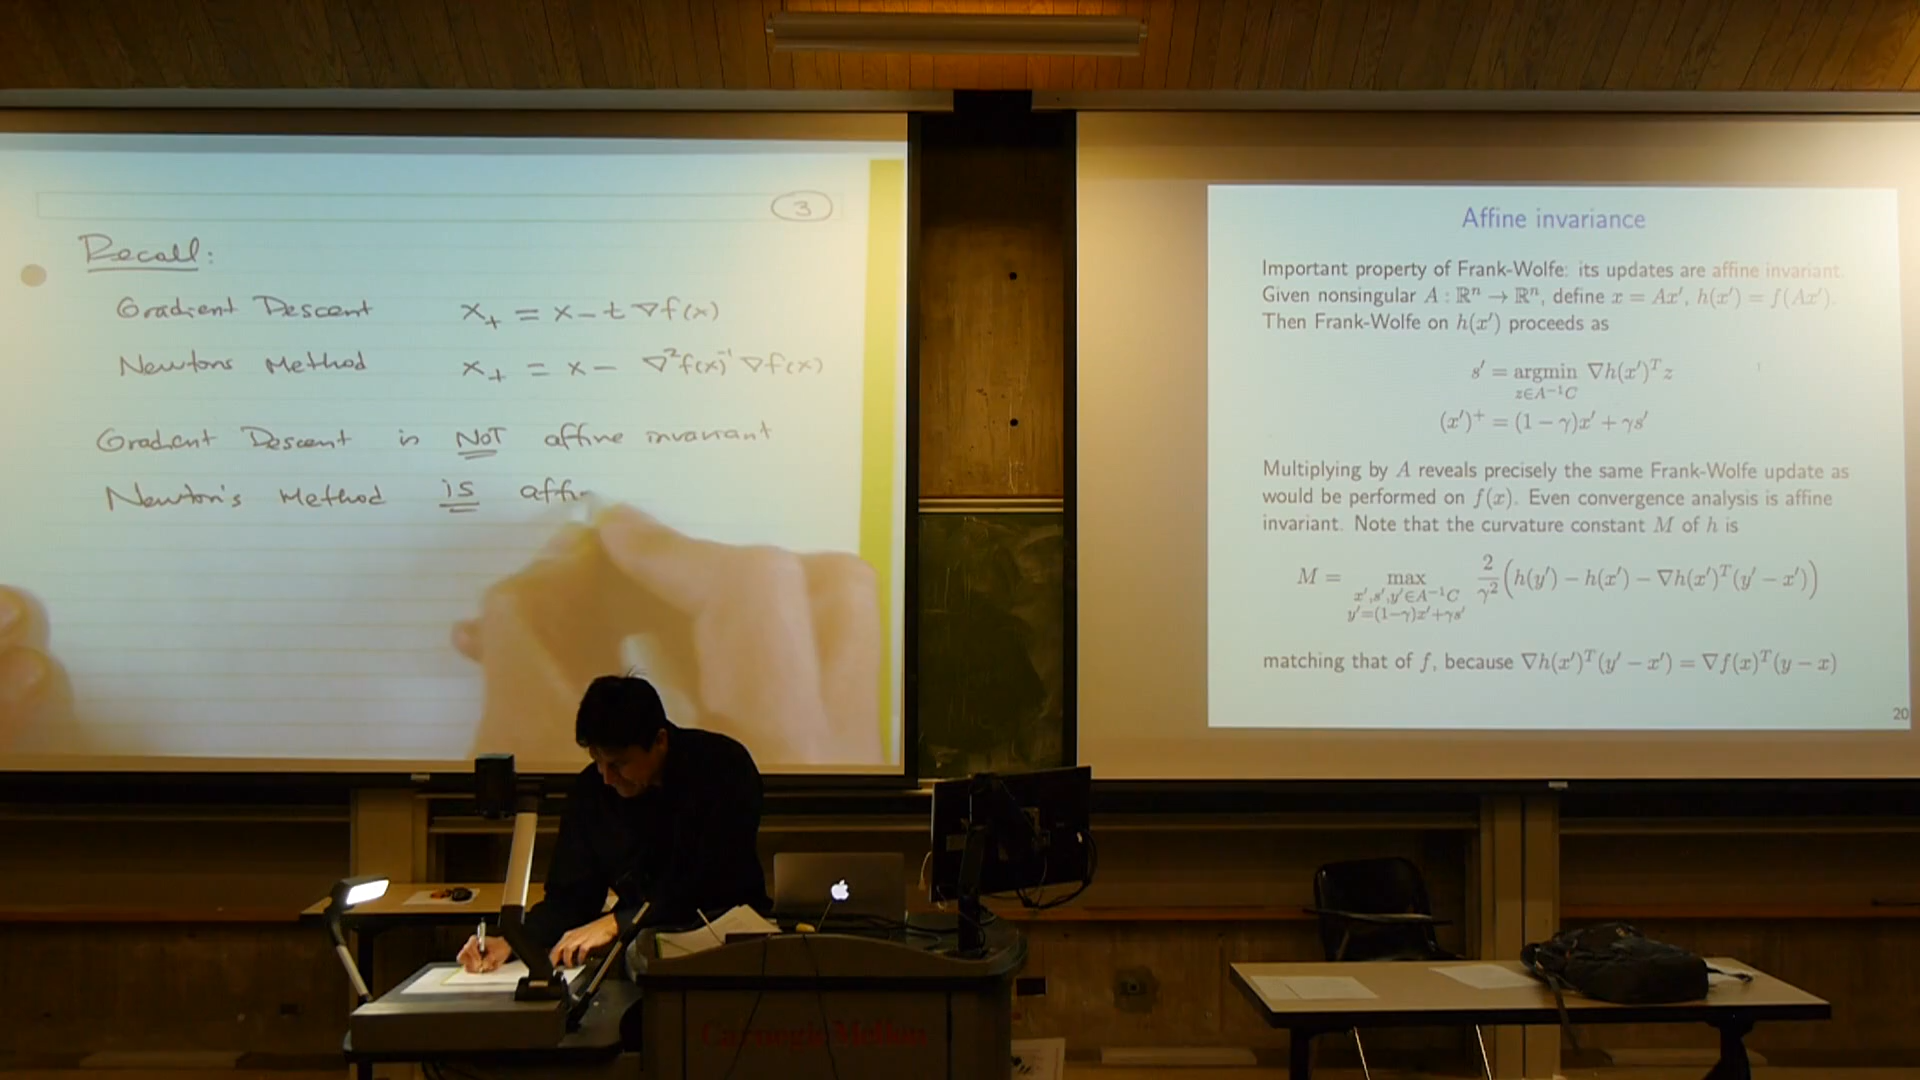 3
Recall:
Gradient Descent x₊ = x − t ∇f(x)
Newtons Method x₊ = x − ∇²f(x)⁻¹ ∇f(x)
Gradient Descent is NOT affine invariant
Newton's Method is affin
Affine invariance
Important property of Frank-Wolfe: its updates are affine invariant.
Given nonsingular A : ℝⁿ → ℝⁿ, define x = Ax′, h(x′) = f(Ax′).
Then Frank-Wolfe on h(x′) proceeds as
s′ = argmin ∇h(x′)ᵀz
z∈A⁻¹C
(x′)⁺ = (1 − γ)x′ + γs′
Multiplying by A reveals precisely the same Frank-Wolfe update as
would be performed on f(x). Even convergence analysis is affine
invariant. Note that the curvature constant M of h is
M = max 2/γ² (h(y′) − h(x′) − ∇h(x′)ᵀ(y′ − x′))
x′,s′,y′∈A⁻¹C
y′=(1−γ)x′+γs′
matching that of f, because ∇h(x′)ᵀ(y′ − x′) = ∇f(x)ᵀ(y − x)
20
Carnegie Mellon